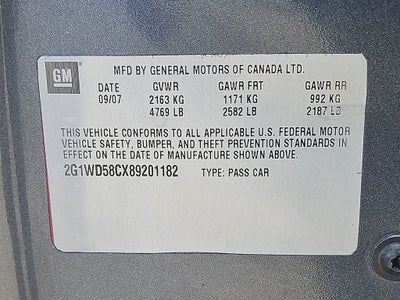 GM
MFD BY GENERAL MOTORS OF CANADA LTD.
DATE GVWR GAWR FRT GAWR RR
09/07 2163 KG 1171 KG 992 KG
4769 LB 2582 LB 2187 LB
THIS VEHICLE CONFORMS TO ALL APPLICABLE U.S. FEDERAL MOTOR
VEHICLE SAFETY, BUMPER, AND THEFT PREVENTION STANDARDS IN
EFFECT ON THE DATE OF MANUFACTURE SHOWN ABOVE.
2G1WD58CX89201182 TYPE: PASS CAR